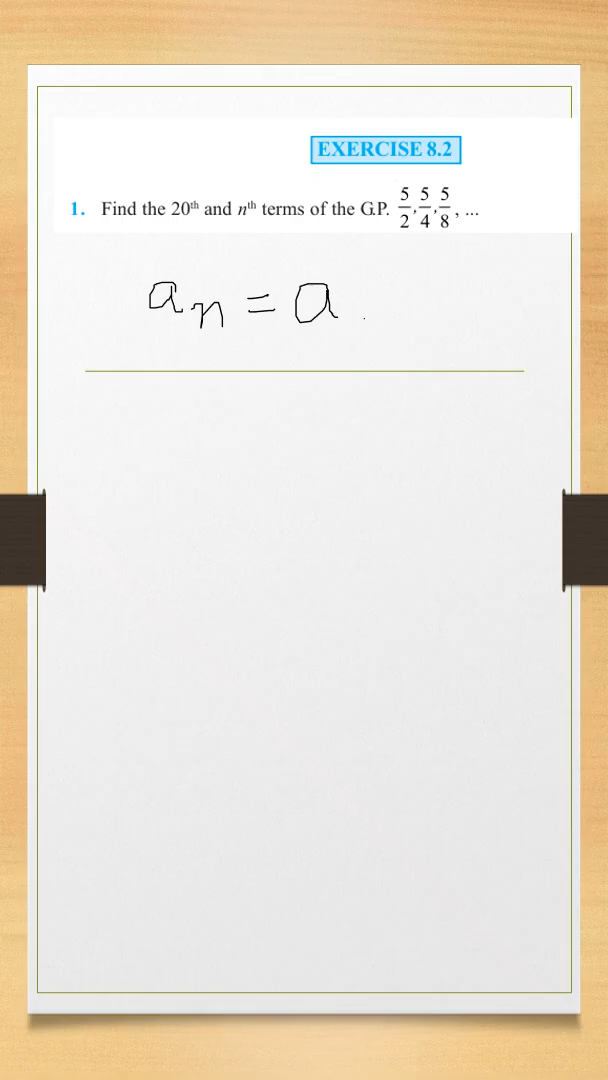 EXERCISE 8.2
1. Find the 20th and nth terms of the G.P. 5/2, 5/4, 5/8, ...
an = a